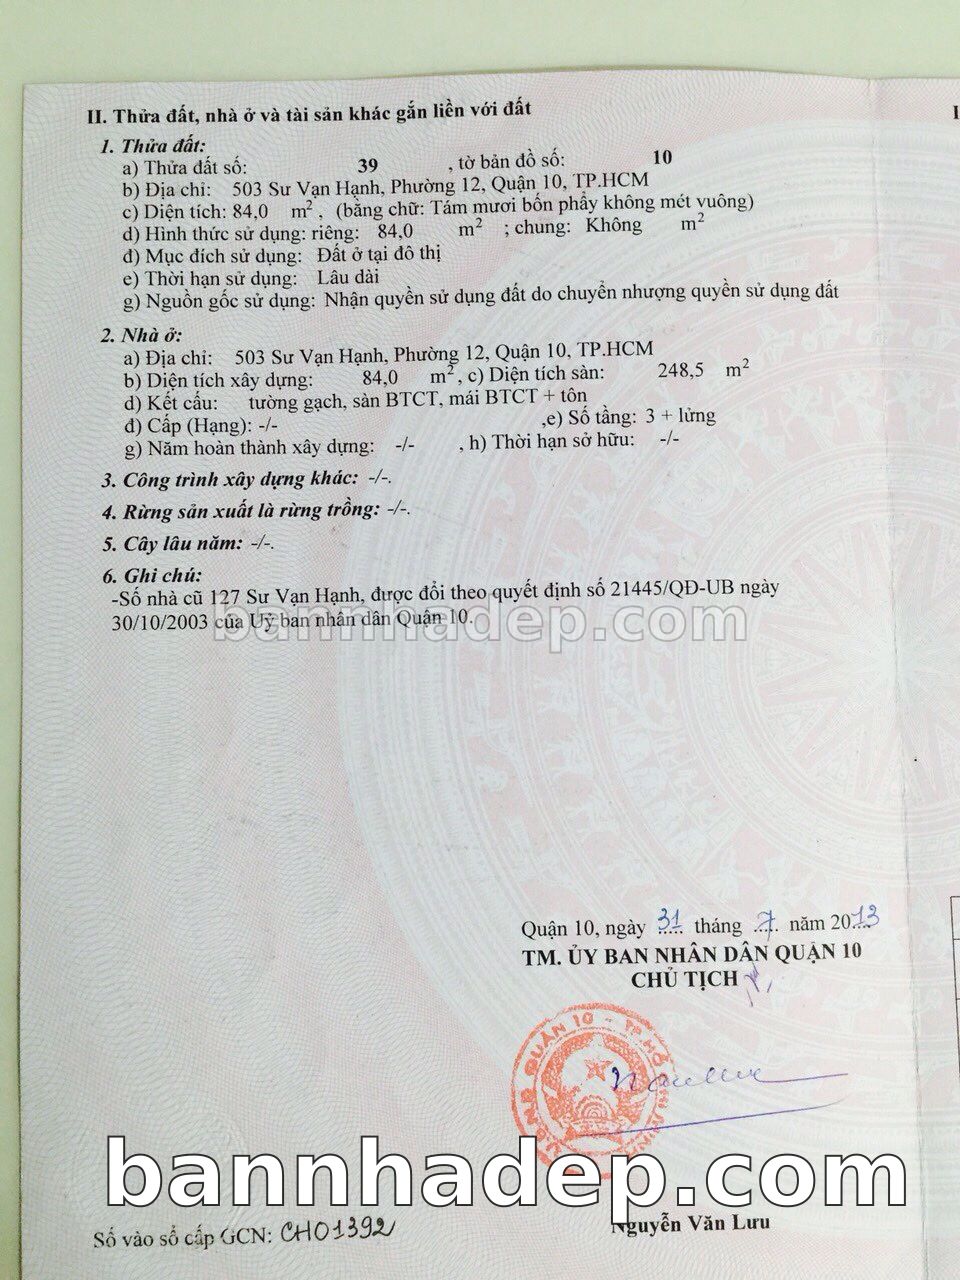 II. Thửa đất, nhà ở và tài sản khác gắn liền với đất
1. Thửa đất:
a) Thửa đất số: 39 , tờ bản đồ số: 10
b) Địa chỉ: 503 Sư Vạn Hạnh, Phường 12, Quận 10, TP.HCM
c) Diện tích: 84,0 m², (bằng chữ: Tám mươi bốn phẩy không mét vuông)
d) Hình thức sử dụng: riêng: 84,0 m² ; chung: Không m²
đ) Mục đích sử dụng: Đất ở tại đô thị
e) Thời hạn sử dụng: Lâu dài
g) Nguồn gốc sử dụng: Nhận quyền sử dụng đất do chuyển nhượng quyền sử dụng đất
2. Nhà ở:
a) Địa chỉ: 503 Sư Vạn Hạnh, Phường 12, Quận 10, TP.HCM
b) Diện tích xây dựng: 84,0 m², c) Diện tích sàn: 248,5 m²
d) Kết cấu: tường gạch, sàn BTCT, mái BTCT + tôn
đ) Cấp (Hạng): -/- ,e) Số tầng: 3 + lửng
g) Năm hoàn thành xây dựng: -/- , h) Thời hạn sở hữu: -/-
3. Công trình xây dựng khác: -/-.
4. Rừng sản xuất là rừng trồng: -/-.
5. Cây lâu năm: -/-.
6. Ghi chú:
-Số nhà cũ 127 Sư Vạn Hạnh, được đổi theo quyết định số 21445/QĐ-UB ngày
30/10/2003 của Uỷ ban nhân dân Quận 10.
bannhadep.com
Quận 10, ngày 31 tháng 7 năm 2013
TM. ỦY BAN NHÂN DÂN QUẬN 10
CHỦ TỊCH
QUẬN 10 - TP. HỒ
bannhadep.com
Nguyễn Văn Lưu
Số vào sổ cấp GCN: CH01392